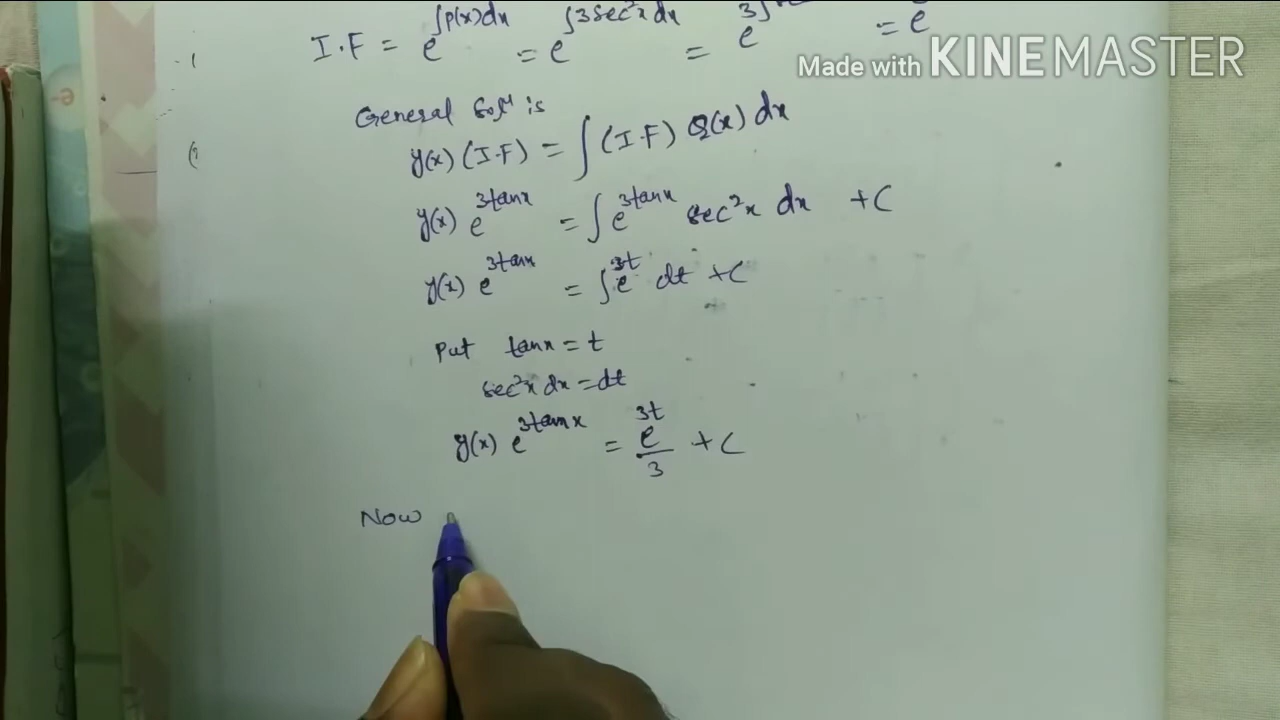 I.F = e^∫p(x)dx = e^∫3sec²x dx = e^3∫ = e
Made with KINEMASTER
General Solⁿ is
y(x) (I.F) = ∫ (I.F) Q(x) dx
y(x) e^3tanx = ∫ e^3tanx sec²x dx + C
y(x) e^3tanx = ∫ e^3t dt + C
Put tanx = t
sec²x dx = dt
y(x) e^3tanx = e^3t/3 + C
Now